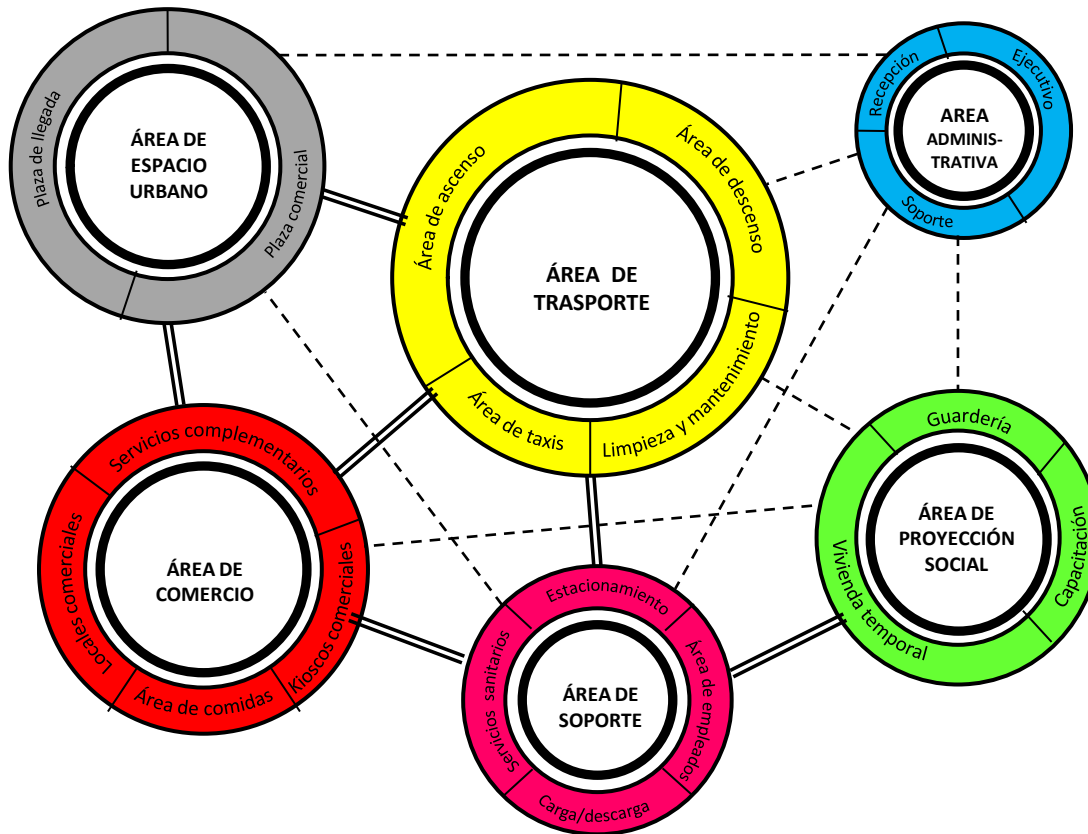 Plaza de llegada
Plaza comercial
ÁREA DE
ESPACIO
URBANO
Área de ascenso
Área de descenso
Limpieza y mantenimiento
Área de taxis
ÁREA DE
TRASPORTE
Recepción
Ejecutivo
Soporte
AREA
ADMINIS-
TRATIVA
Servicios complementarios
Locales comerciales
Kioscos comerciales
Área de comidas
ÁREA DE
COMERCIO
Estacionamiento
Servicios sanitarios
Área de empleados
Carga/descarga
ÁREA DE
SOPORTE
Guardería
Capacitación
Vivienda temporal
ÁREA DE
PROYECCIÓN
SOCIAL